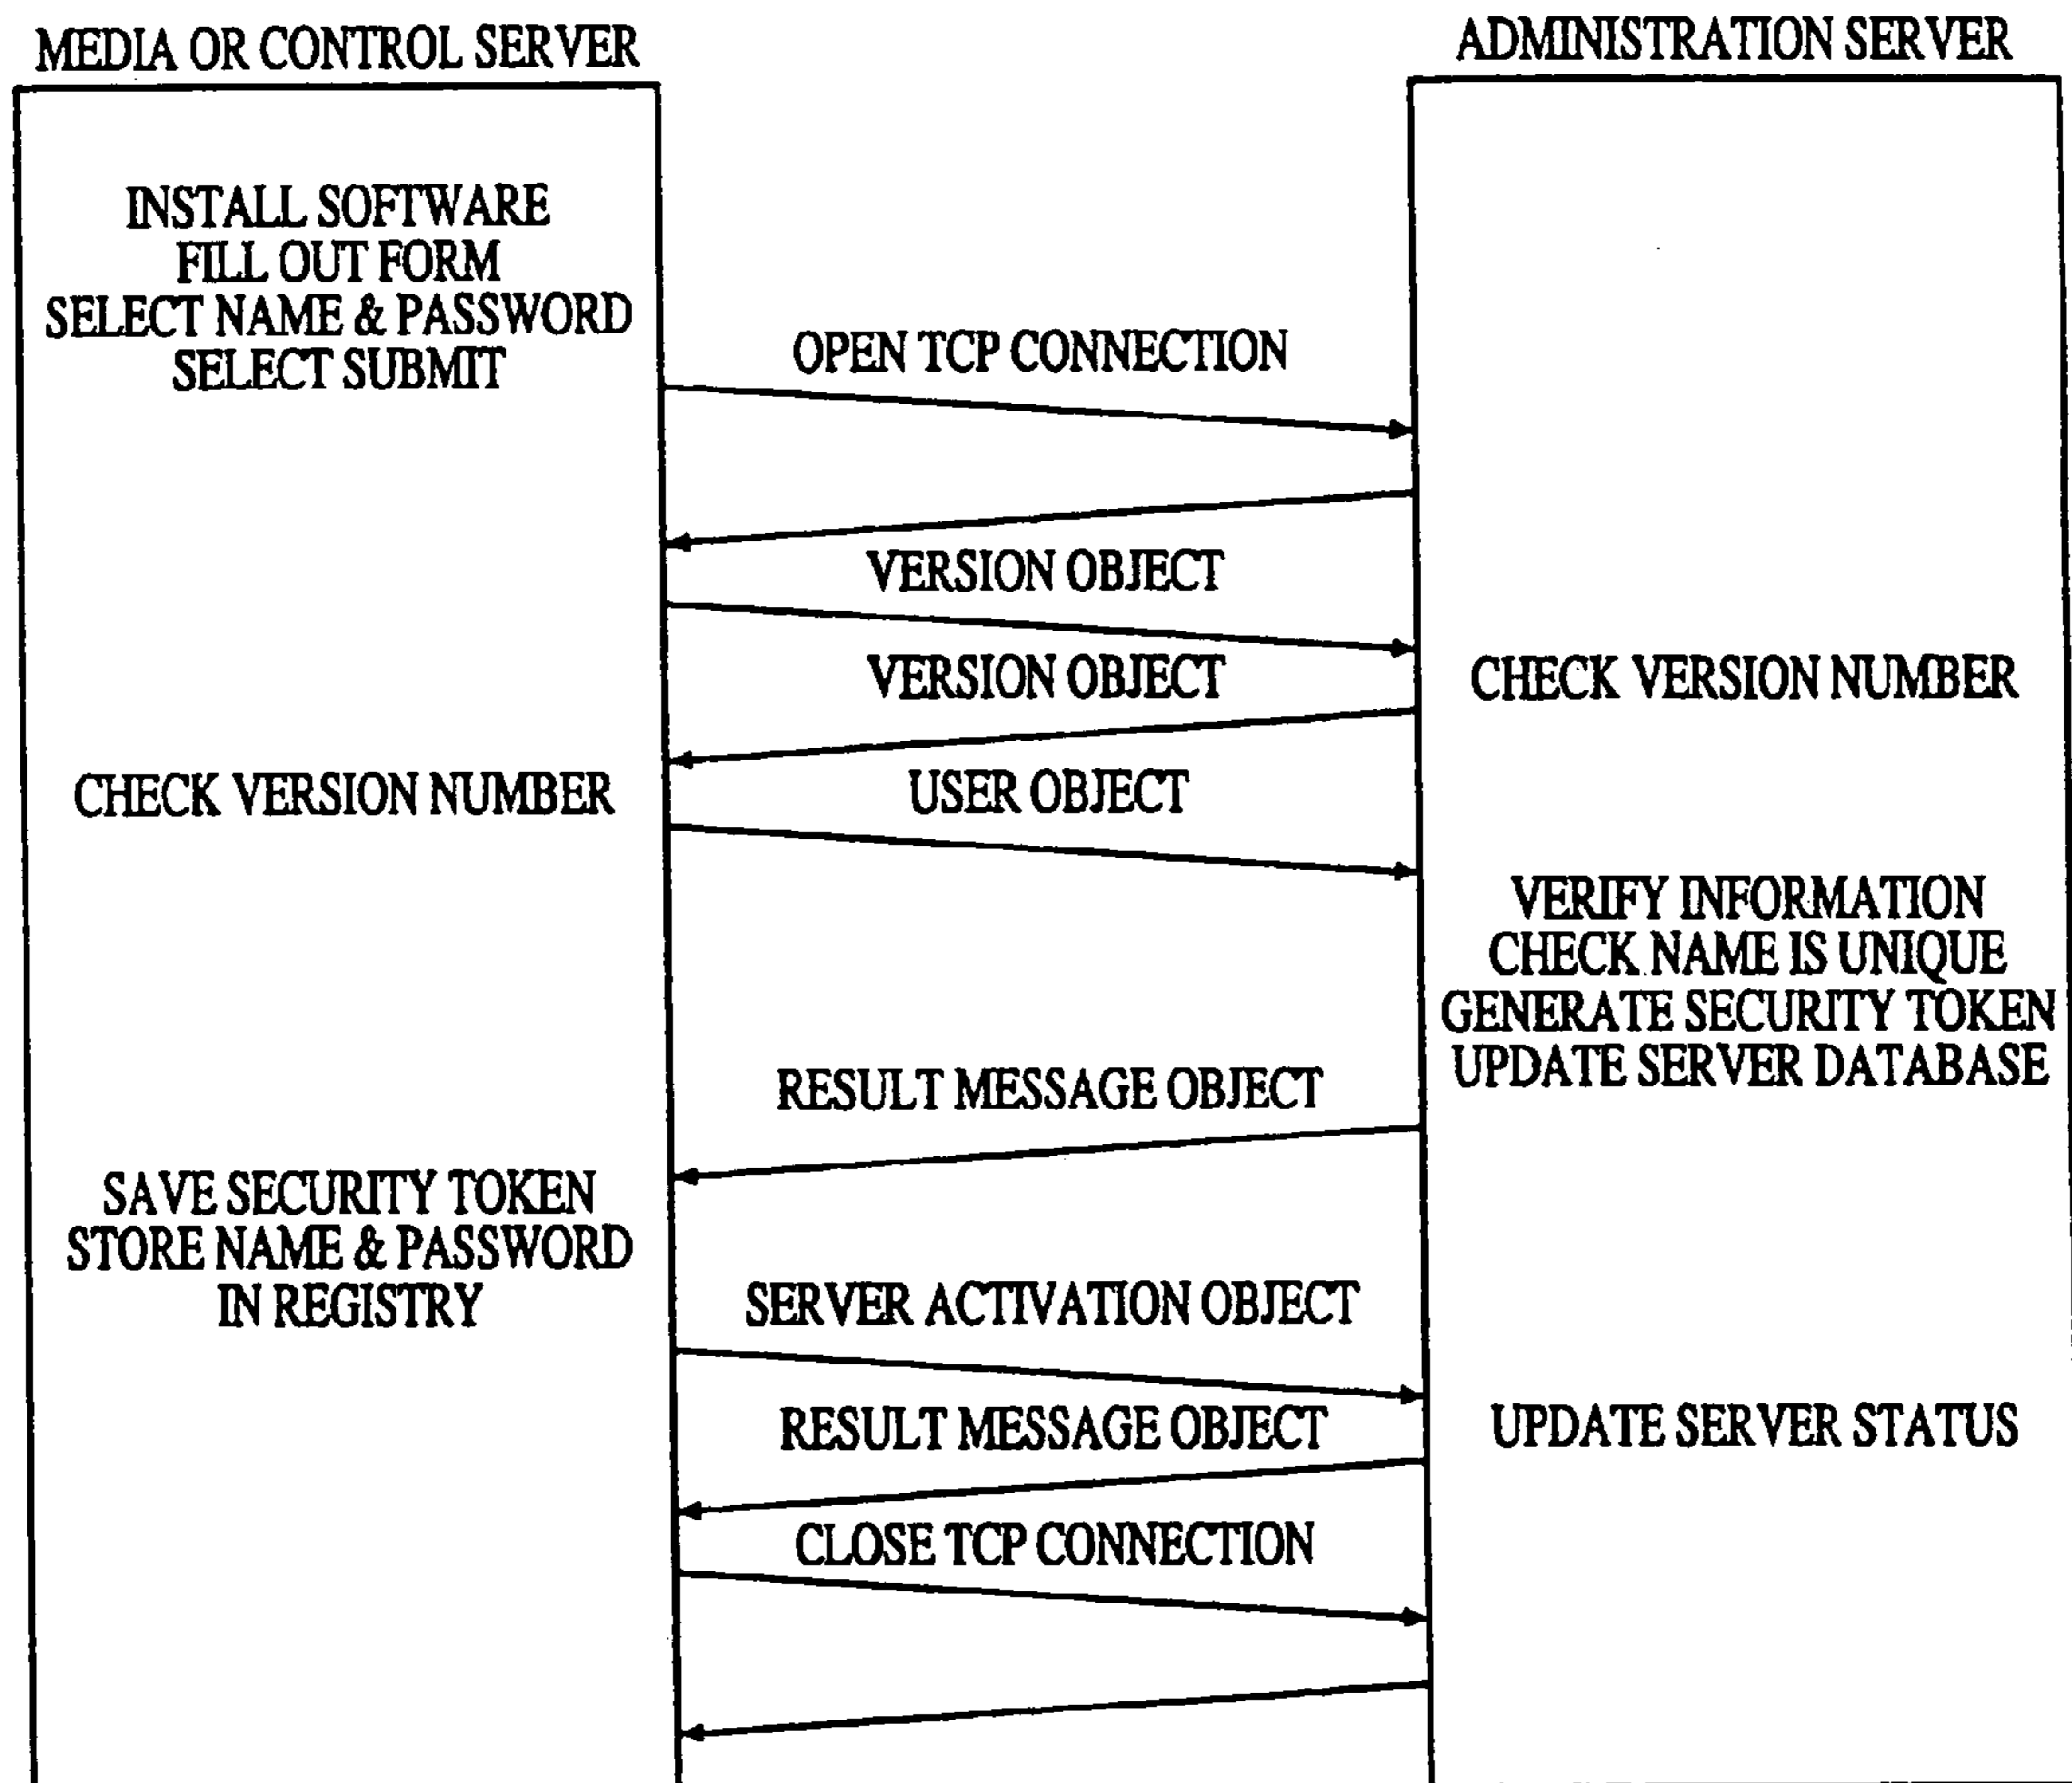 MEDIA OR CONTROL SERVER
ADMINISTRATION SERVER
INSTALL SOFTWARE
FILL OUT FORM
SELECT NAME & PASSWORD
SELECT SUBMIT
OPEN TCP CONNECTION
VERSION OBJECT
VERSION OBJECT
CHECK VERSION NUMBER
CHECK VERSION NUMBER
USER OBJECT
VERIFY INFORMATION
CHECK NAME IS UNIQUE
GENERATE SECURITY TOKEN
UPDATE SERVER DATABASE
RESULT MESSAGE OBJECT
SAVE SECURITY TOKEN
STORE NAME & PASSWORD
IN REGISTRY
SERVER ACTIVATION OBJECT
RESULT MESSAGE OBJECT
UPDATE SERVER STATUS
CLOSE TCP CONNECTION